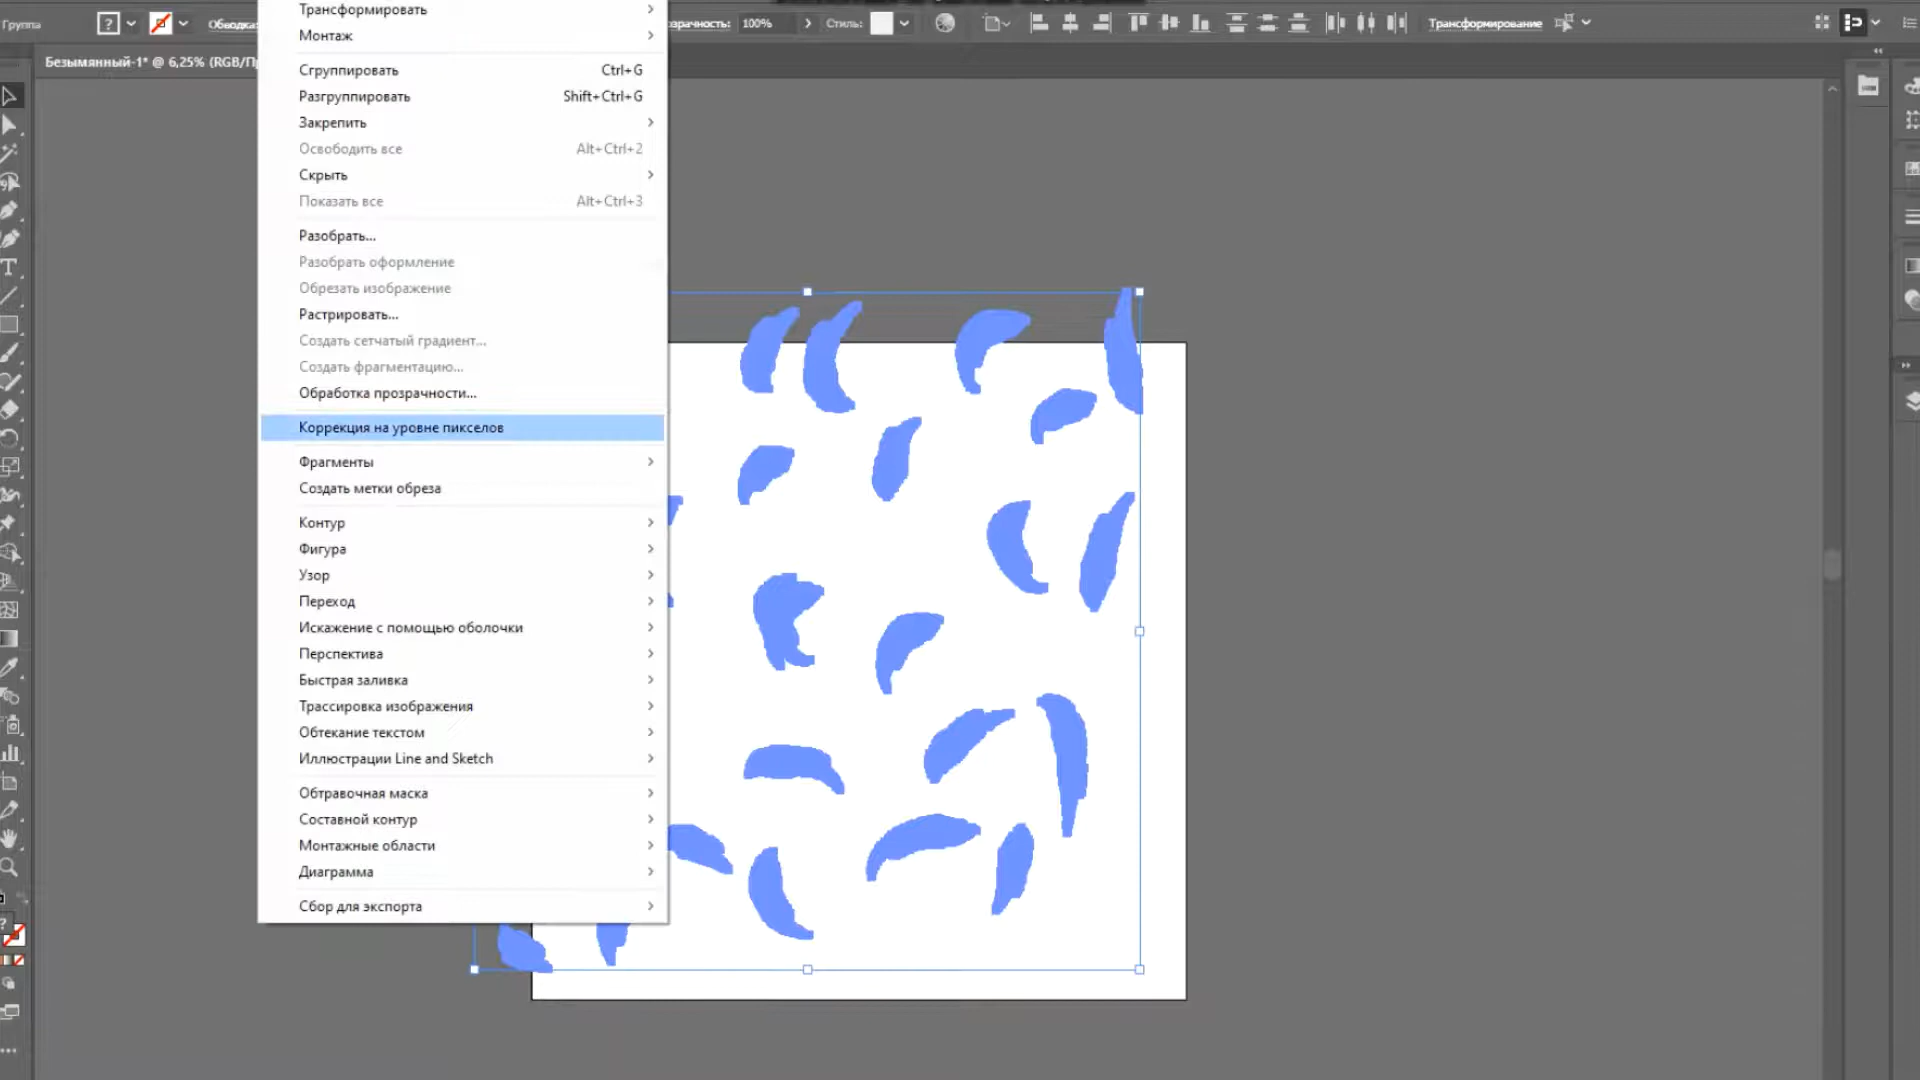 Группа
Обводка:
зрачность: 100% Стиль:
Трансформирование
Безымянный-1* @ 6,25% (RGB/П
Трансформировать
Монтаж
Сгруппировать Ctrl+G
Разгруппировать Shift+Ctrl+G
Закрепить
Освободить все Alt+Ctrl+2
Скрыть
Показать все Alt+Ctrl+3
Разобрать...
Разобрать оформление
Обрезать изображение
Растрировать...
Создать сетчатый градиент...
Создать фрагментацию...
Обработка прозрачности...
Коррекция на уровне пикселов
Фрагменты
Создать метки обреза
Контур
Фигура
Узор
Переход
Искажение с помощью оболочки
Перспектива
Быстрая заливка
Трассировка изображения
Обтекание текстом
Иллюстрации Line and Sketch
Обтравочная маска
Составной контур
Монтажные области
Диаграмма
Сбор для экспорта